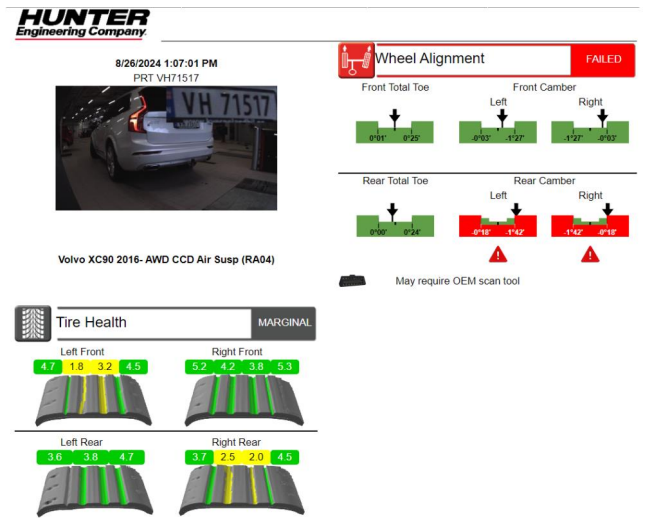 HUNTER
Engineering Company
8/26/2024 1:07:01 PM
PRT VH71517
VH 71517
Volvo XC90 2016- AWD CCD Air Susp (RA04)
Wheel Alignment FAILED
Front Total Toe Front Camber
Left Right
0°01' 0°25' -0°03' -1°27' -1°27' -0°03'
Rear Total Toe Rear Camber
Left Right
0°00' 0°24' -0°18' -1°42' -1°42' -0°18'
May require OEM scan tool
Tire Health MARGINAL
Left Front Right Front
4.7 1.8 3.2 4.5 5.2 4.2 3.8 5.3
Left Rear Right Rear
3.6 3.8 4.7 3.7 2.5 2.0 4.5